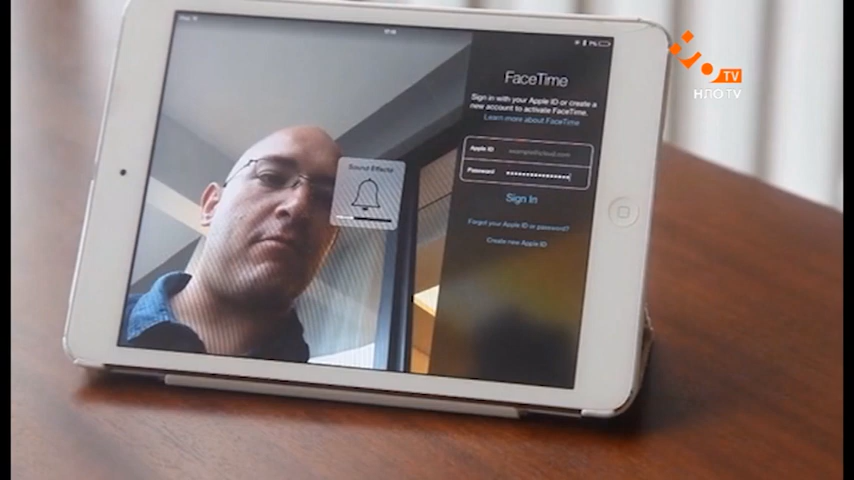 TV
НЛО TV
FaceTime
Sign in with your Apple ID or create a
new account to activate FaceTime.
Learn more about FaceTime
Sound Effects
Apple ID
Password
Sign In
Forgot your Apple ID or password?
Create new Apple ID